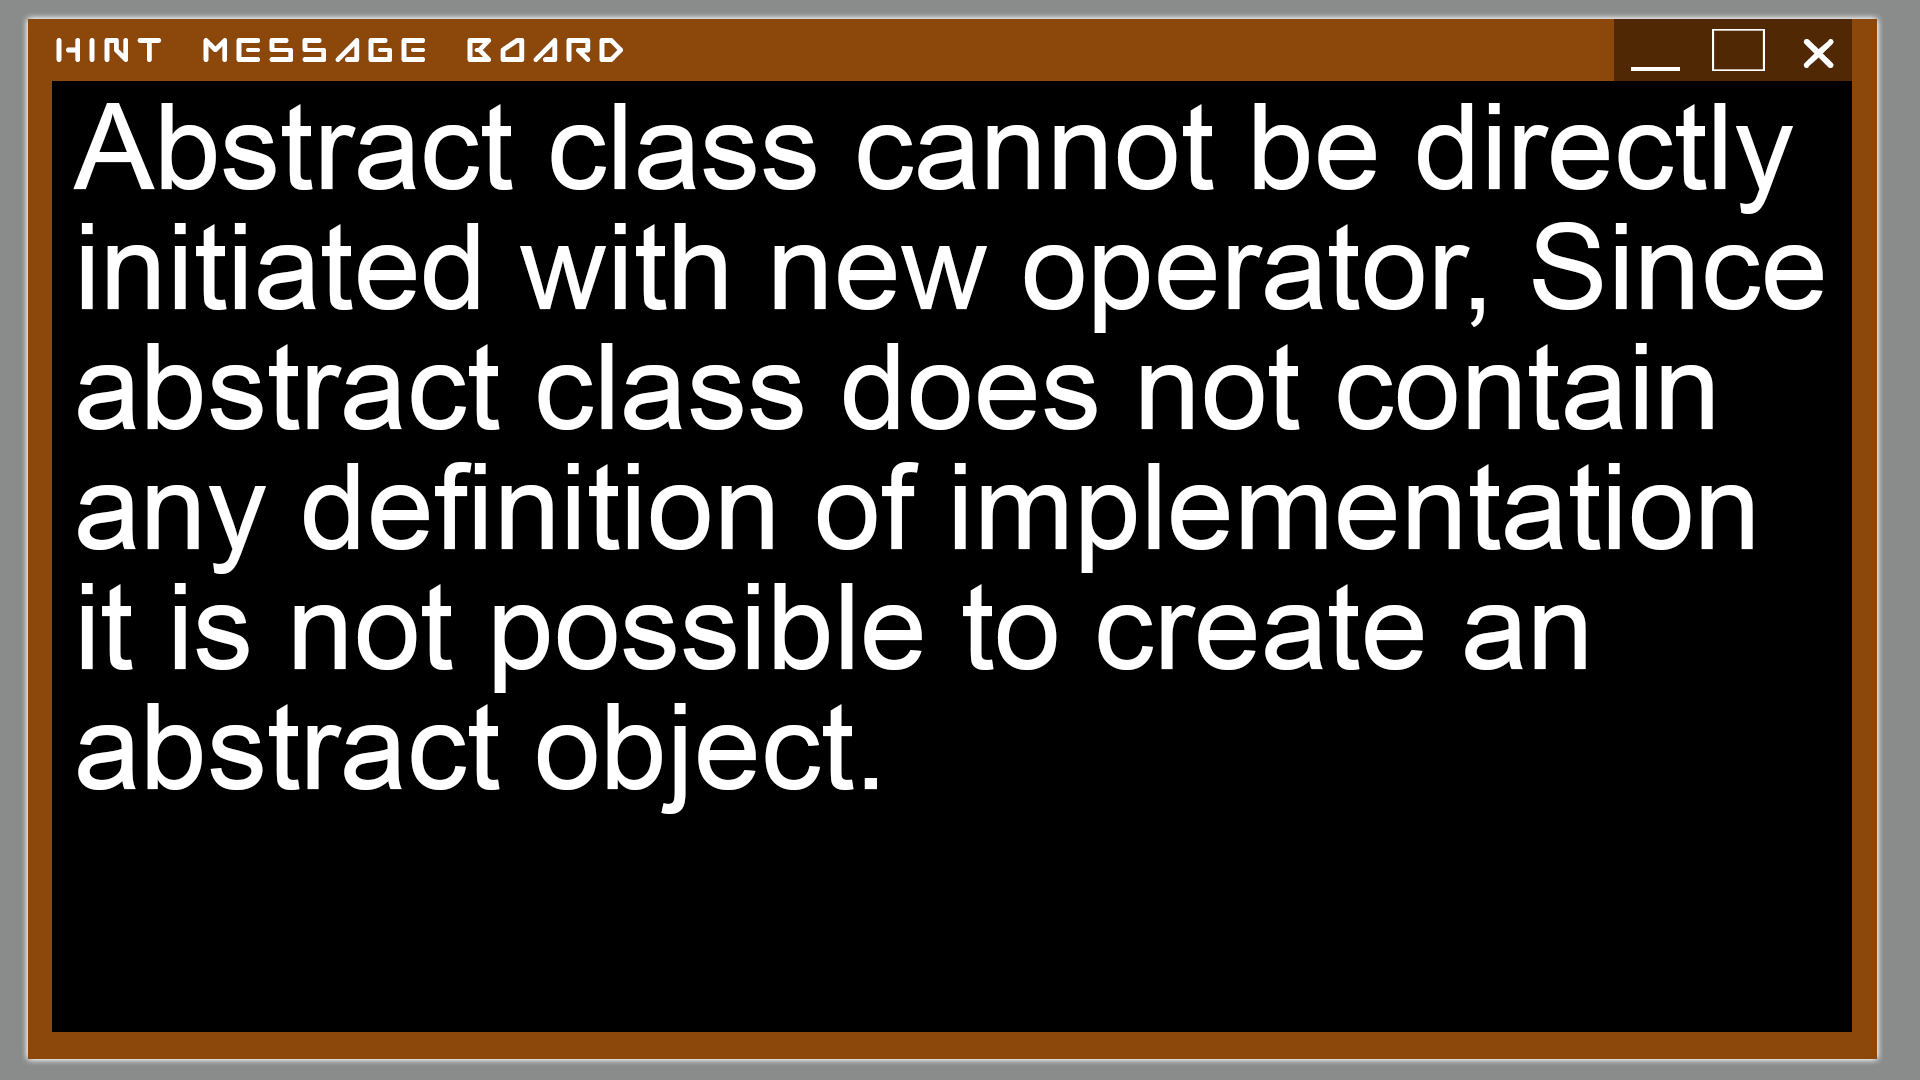 HINT MESSAGE BOARD
Abstract class cannot be directly
initiated with new operator, Since
abstract class does not contain
any definition of implementation
it is not possible to create an
abstract object.